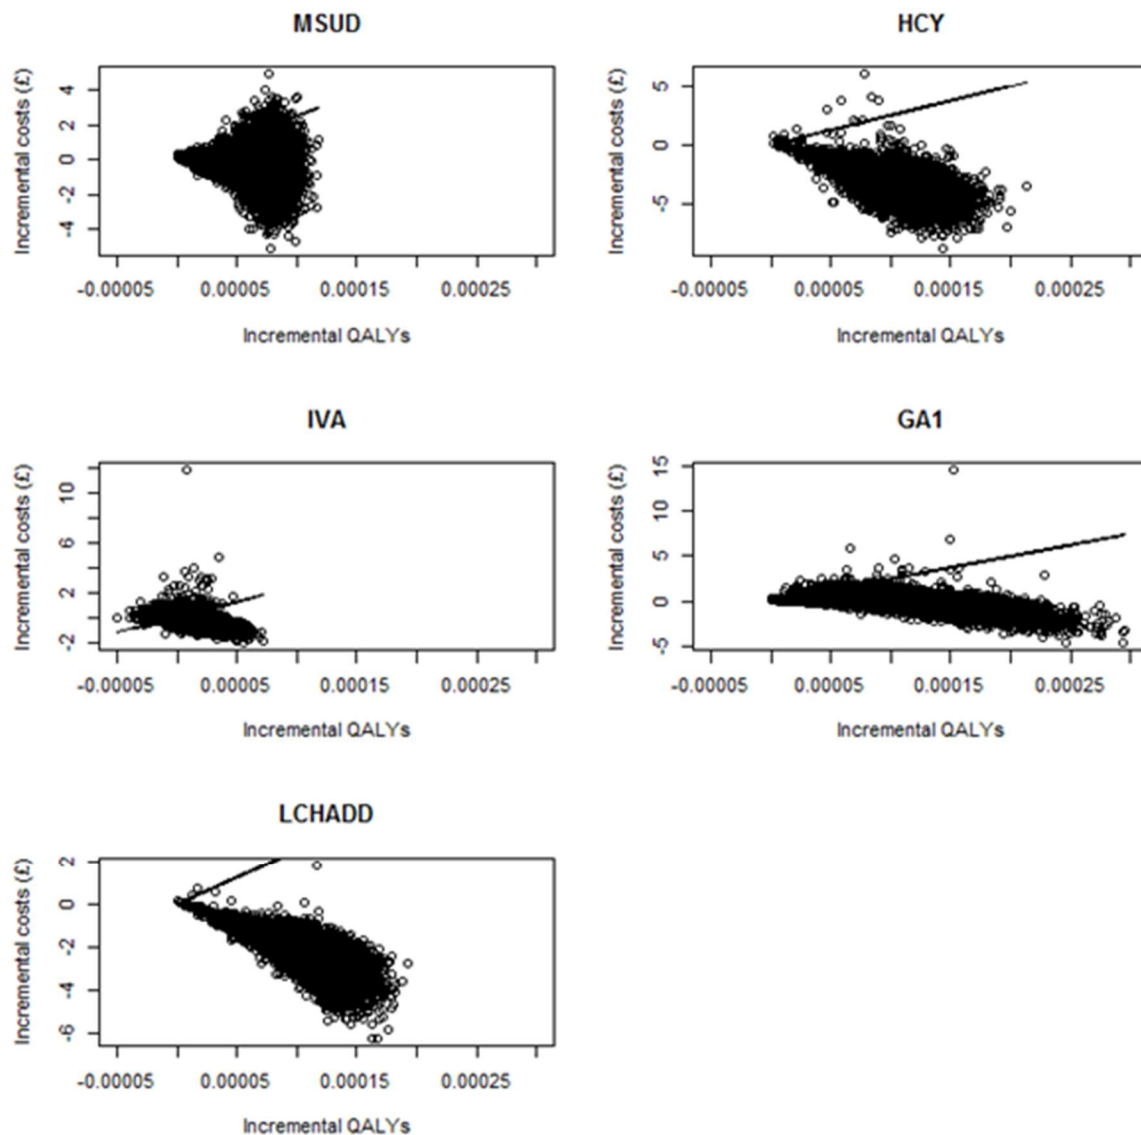 MSUD
Incremental costs (£)
4
2
0
-2
-4
-0.00005 0.00005 0.00015 0.00025
Incremental QALYs
HCY
Incremental costs (£)
5
0
-5
-0.00005 0.00005 0.00015 0.00025
Incremental QALYs
IVA
Incremental costs (£)
10
6
2
-2
-0.00005 0.00005 0.00015 0.00025
Incremental QALYs
GA1
Incremental costs (£)
15
10
5
0
-5
-0.00005 0.00005 0.00015 0.00025
Incremental QALYs
LCHADD
Incremental costs (£)
2
0
-2
-4
-6
-0.00005 0.00005 0.00015 0.00025
Incremental QALYs